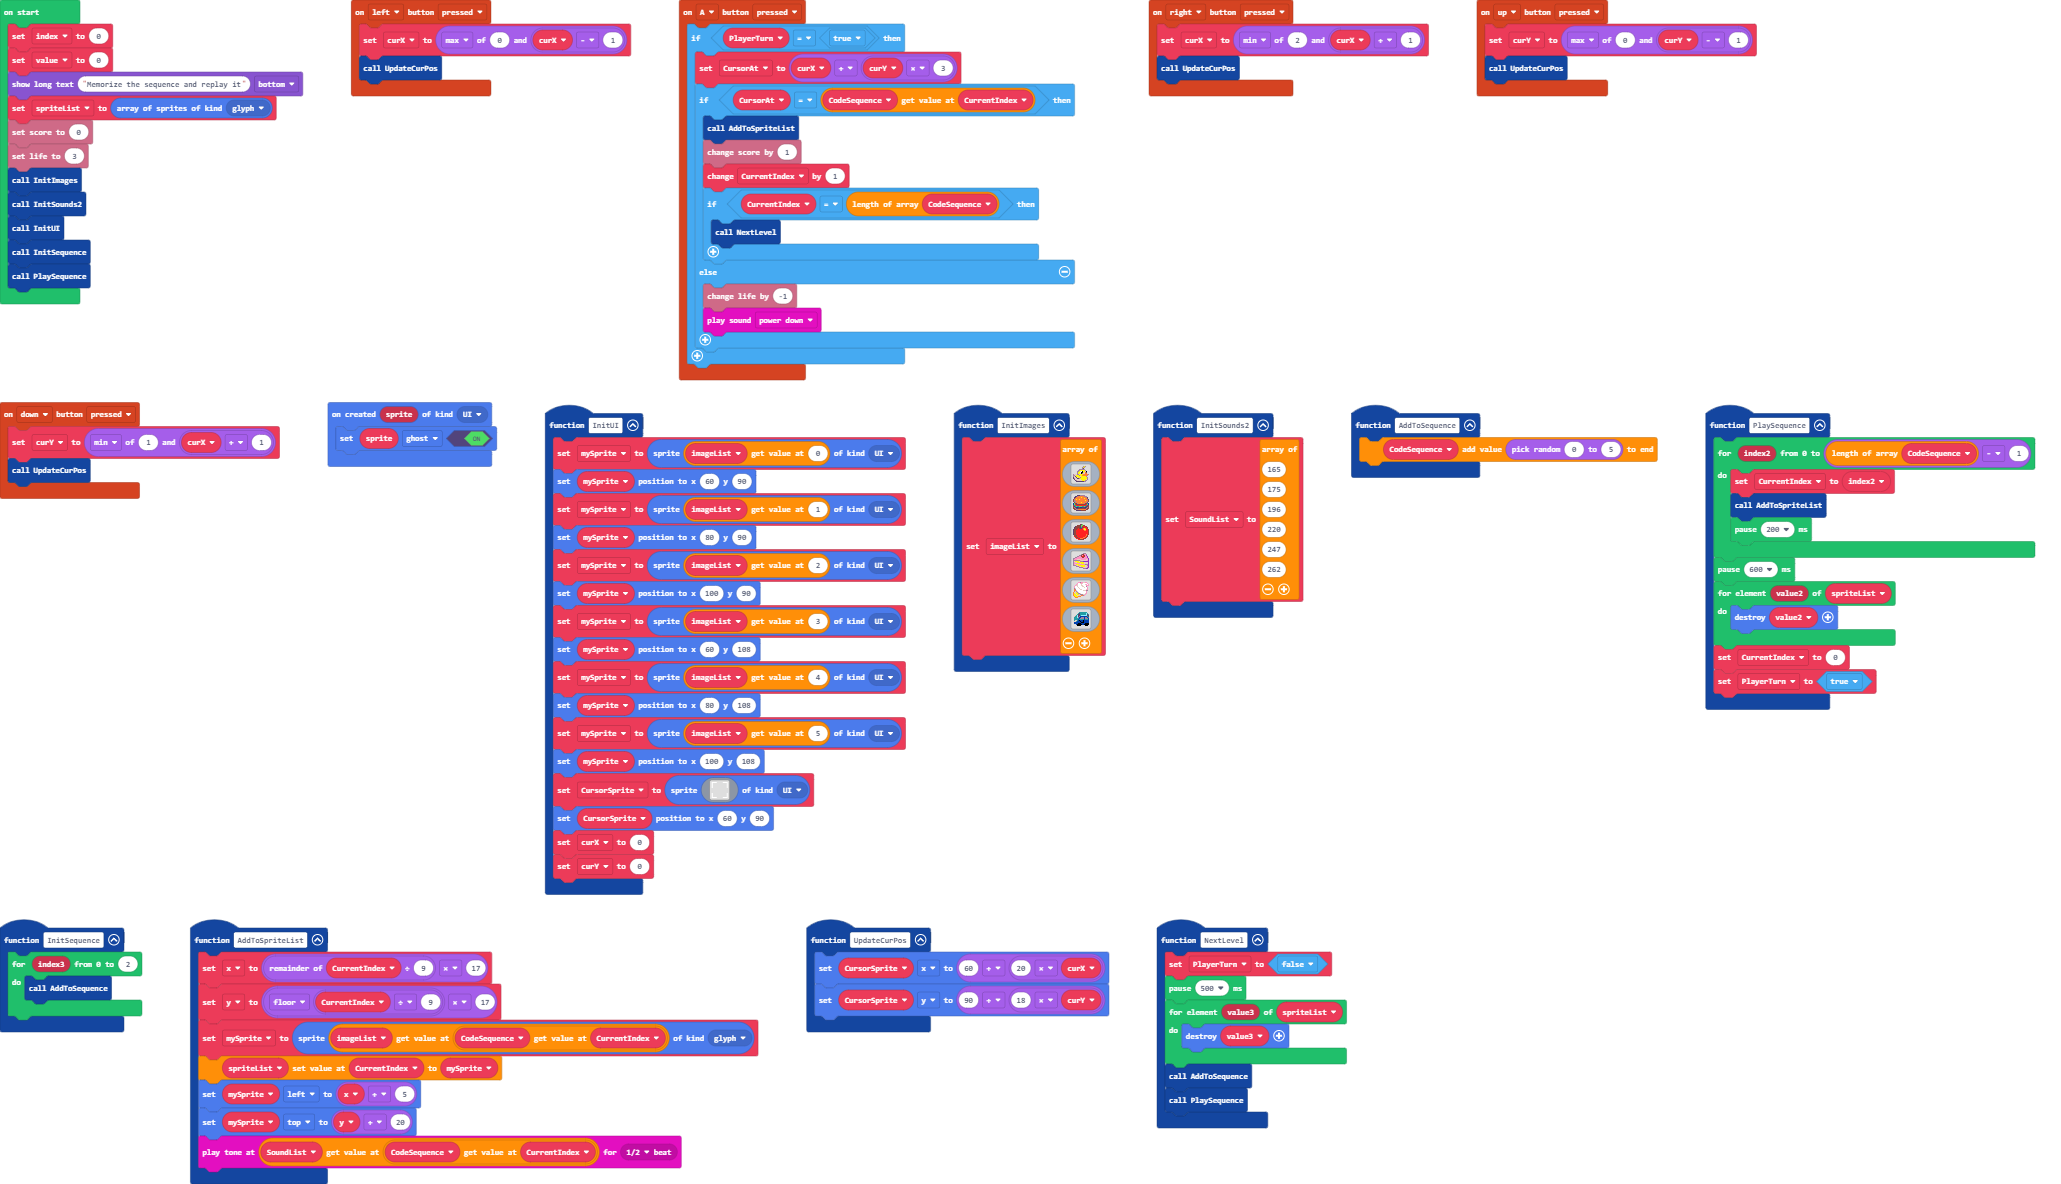 on start
set index to 0
set value to 0
show long text "Memorize the sequence and replay it" bottom
set spriteList to array of sprites of kind glyph
set score to 0
set life to 3
call InitImages
call InitSounds2
call InitUI
call InitSequence
call PlaySequence
on left button pressed
set curX to max of 0 and curX - 1
call UpdateCurPos
on A button pressed
if PlayerTurn = true then
set CursorAt to curX + curY × 3
if CursorAt = CodeSequence get value at CurrentIndex then
call AddToSpriteList
change score by 1
change CurrentIndex by 1
if CurrentIndex = length of array CodeSequence then
call NextLevel
else
change life by -1
play sound power down
on right button pressed
set curX to min of 2 and curX + 1
call UpdateCurPos
on up button pressed
set curY to max of 0 and curY - 1
call UpdateCurPos
on down button pressed
set curY to min of 1 and curX + 1
call UpdateCurPos
on created sprite of kind UI
set sprite ghost ON
function InitUI
set mySprite to sprite imageList get value at 0 of kind UI
set mySprite position to x 60 y 90
set mySprite to sprite imageList get value at 1 of kind UI
set mySprite position to x 80 y 90
set mySprite to sprite imageList get value at 2 of kind UI
set mySprite position to x 100 y 90
set mySprite to sprite imageList get value at 3 of kind UI
set mySprite position to x 60 y 108
set mySprite to sprite imageList get value at 4 of kind UI
set mySprite position to x 80 y 108
set mySprite to sprite imageList get value at 5 of kind UI
set mySprite position to x 100 y 108
set CursorSprite to sprite of kind UI
set CursorSprite position to x 60 y 90
set curX to 0
set curY to 0
function InitImages
set imageList to array of
function InitSounds2
set SoundList to array of
165
175
196
220
247
262
function AddToSequence
CodeSequence add value pick random 0 to 5 to end
function PlaySequence
for index2 from 0 to length of array CodeSequence - 1
do set CurrentIndex to index2
call AddToSpriteList
pause 200 ms
pause 600 ms
for element value2 of spriteList
do destroy value2
set CurrentIndex to 0
set PlayerTurn to true
function InitSequence
for index3 from 0 to 2
do call AddToSequence
function AddToSpriteList
set x to remainder of CurrentIndex ÷ 9 × 17
set y to floor CurrentIndex ÷ 9 × 17
set mySprite to sprite imageList get value at CodeSequence get value at CurrentIndex of kind glyph
spriteList set value at CurrentIndex to mySprite
set mySprite left to x + 5
set mySprite top to y + 20
play tone at SoundList get value at CodeSequence get value at CurrentIndex for 1/2 beat
function UpdateCurPos
set CursorSprite x to 60 + 20 × curX
set CursorSprite y to 90 + 18 × curY
function NextLevel
set PlayerTurn to false
pause 500 ms
for element value3 of spriteList
do destroy value3
call AddToSequence
call PlaySequence